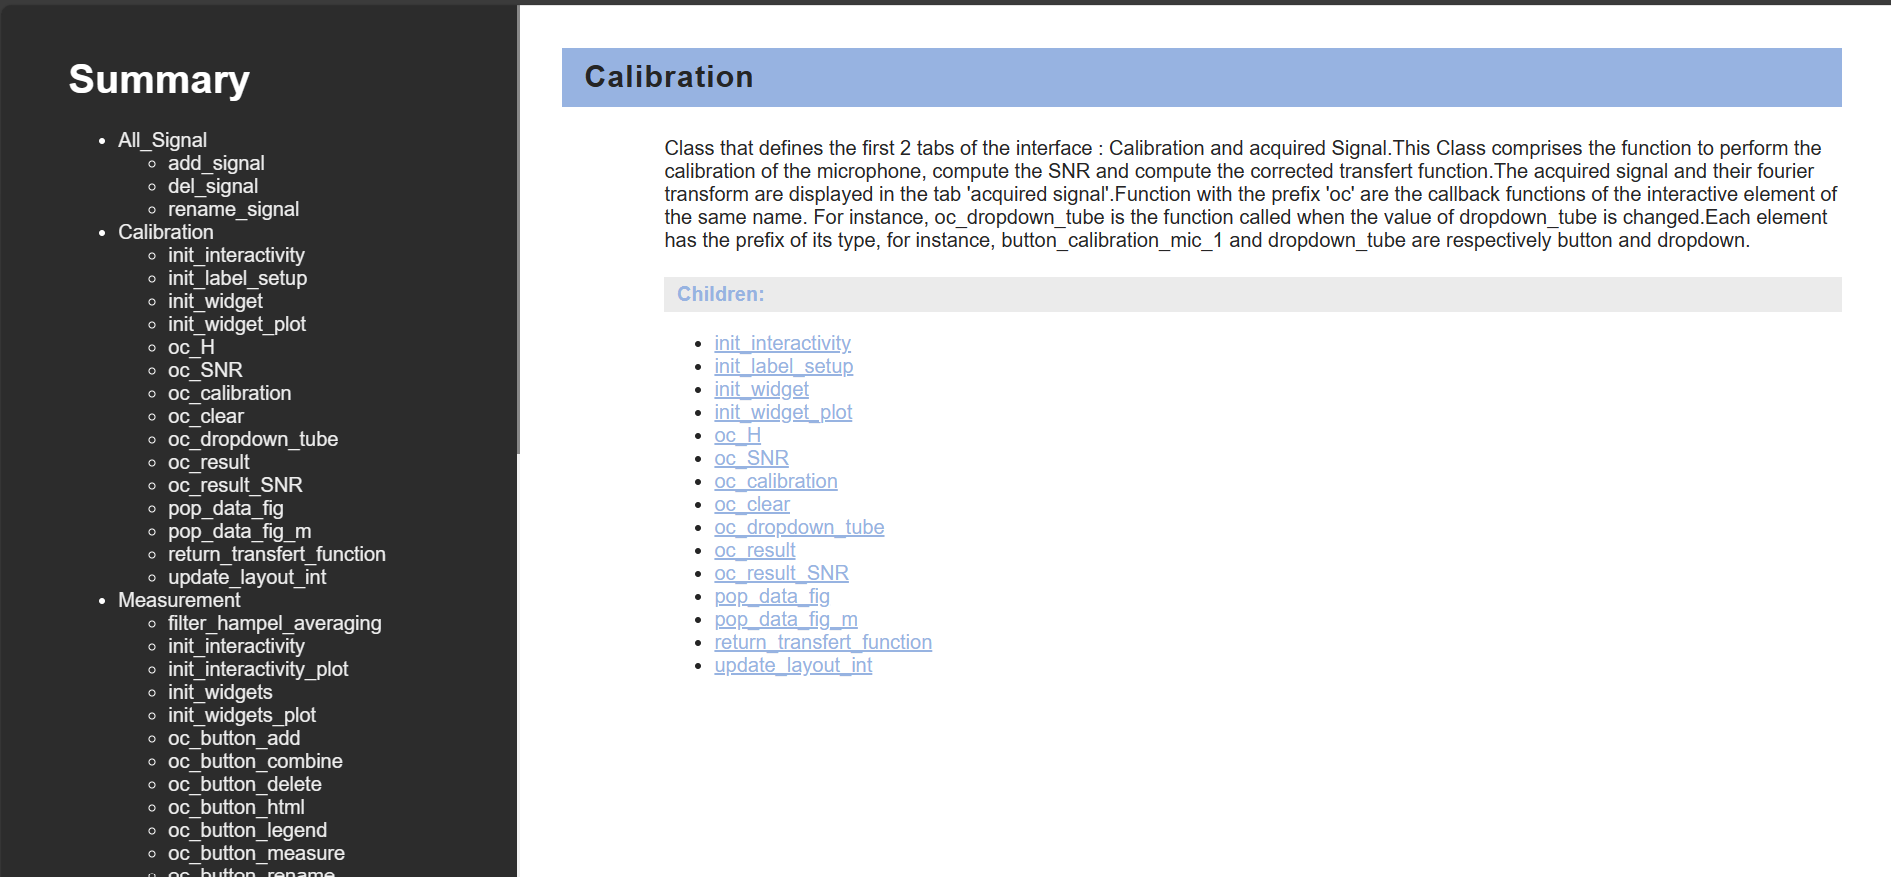 Summary
All_Signal
add_signal
del_signal
rename_signal
Calibration
init_interactivity
init_label_setup
init_widget
init_widget_plot
oc_H
oc_SNR
oc_calibration
oc_clear
oc_dropdown_tube
oc_result
oc_result_SNR
pop_data_fig
pop_data_fig_m
return_transfert_function
update_layout_int
Measurement
filter_hampel_averaging
init_interactivity
init_interactivity_plot
init_widgets
init_widgets_plot
oc_button_add
oc_button_combine
oc_button_delete
oc_button_html
oc_button_legend
oc_button_measure
oc_button_rename
Calibration
Class that defines the first 2 tabs of the interface : Calibration and acquired Signal.This Class comprises the function to perform the
calibration of the microphone, compute the SNR and compute the corrected transfert function.The acquired signal and their fourier
transform are displayed in the tab 'acquired signal'.Function with the prefix 'oc' are the callback functions of the interactive element of
the same name. For instance, oc_dropdown_tube is the function called when the value of dropdown_tube is changed.Each element
has the prefix of its type, for instance, button_calibration_mic_1 and dropdown_tube are respectively button and dropdown.
Children:
init_interactivity
init_label_setup
init_widget
init_widget_plot
oc_H
oc_SNR
oc_calibration
oc_clear
oc_dropdown_tube
oc_result
oc_result_SNR
pop_data_fig
pop_data_fig_m
return_transfert_function
update_layout_int